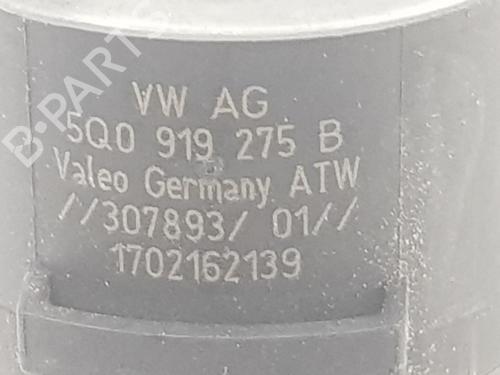 VW AG
5Q0 919 275 B
Valeo Germany ATW
//307893/ 01//
1702162139
B-PARTS